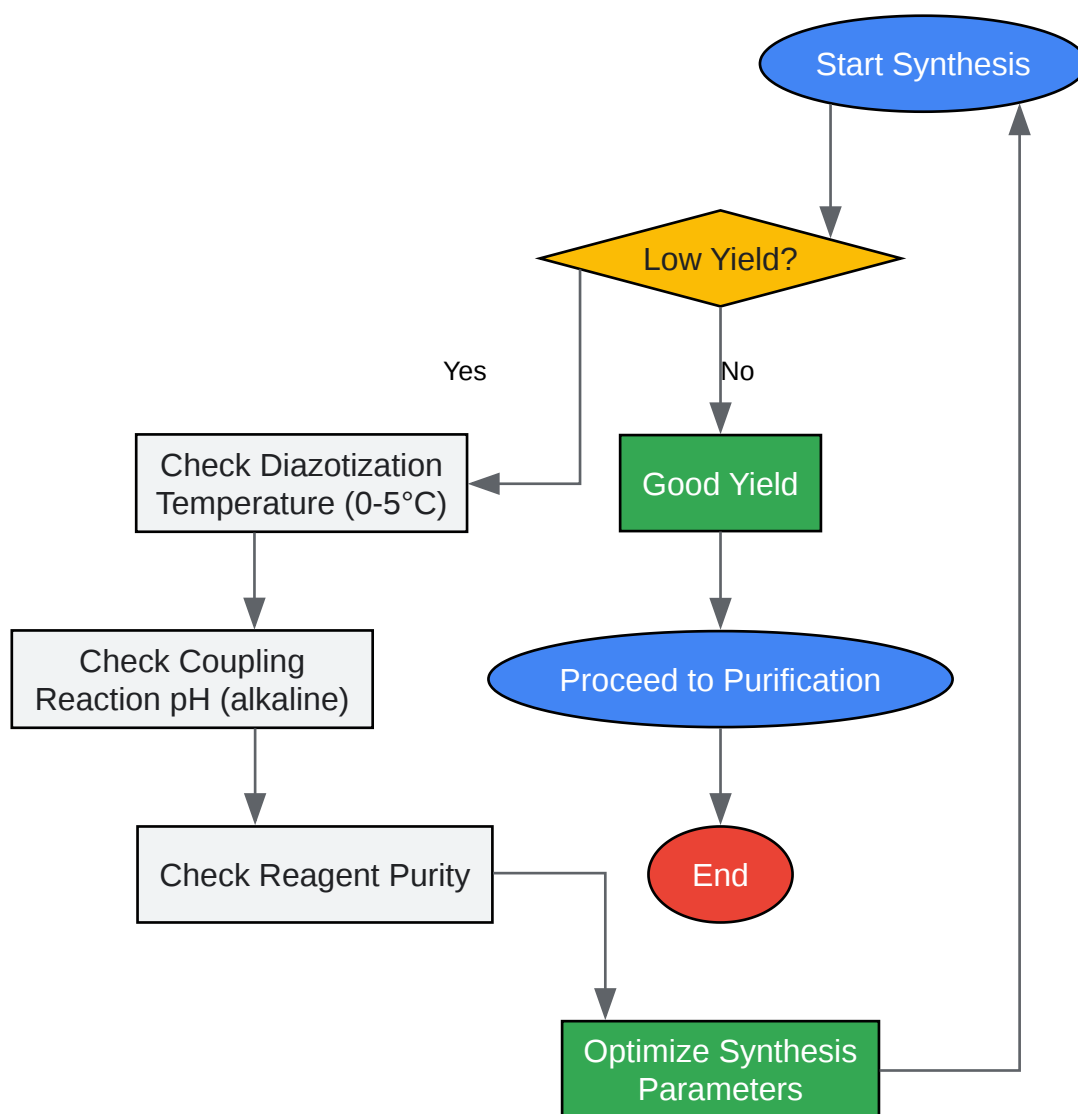 Start Synthesis
Low Yield?
Yes
No
Check Diazotization
Temperature (0-5°C)
Good Yield
Check Coupling
Reaction pH (alkaline)
Proceed to Purification
Check Reagent Purity
End
Optimize Synthesis
Parameters